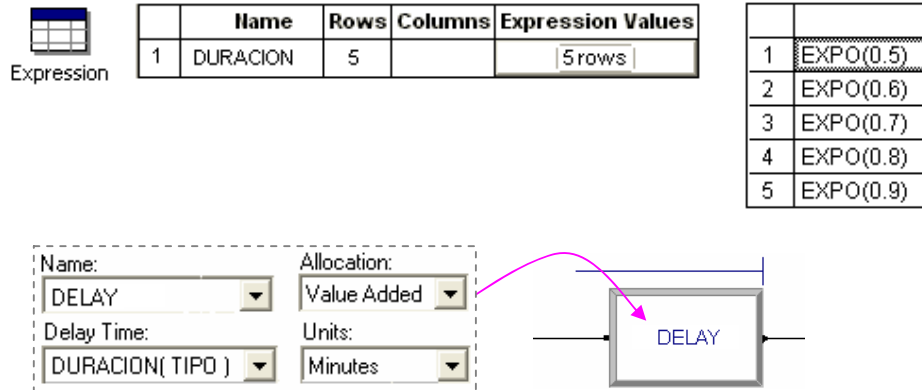 Expression
Name Rows Columns Expression Values
1 DURACION 5 5 rows
1 EXPO(0.5)
2 EXPO(0.6)
3 EXPO(0.7)
4 EXPO(0.8)
5 EXPO(0.9)
Name: Allocation:
DELAY Value Added
Delay Time: Units:
DURACION( TIPO ) Minutes
DELAY